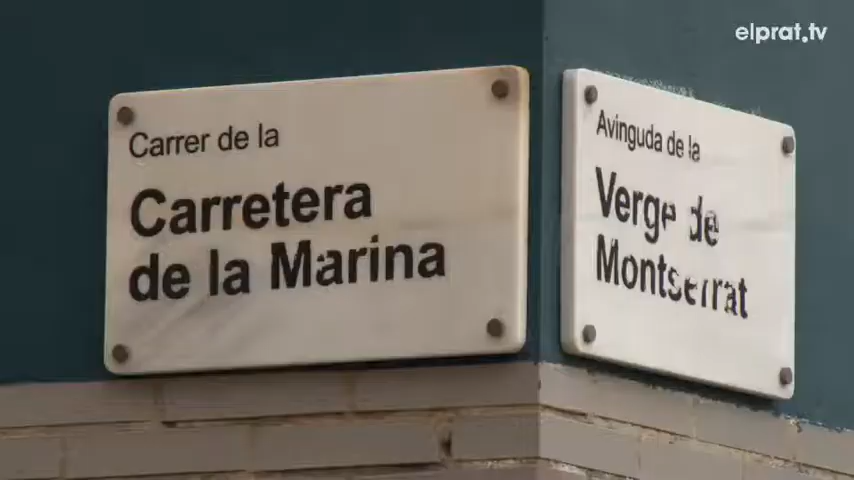 elprat.tv
Carrer de la
Carretera
de la Marina
Avinguda de la
Verge de
Montserrat